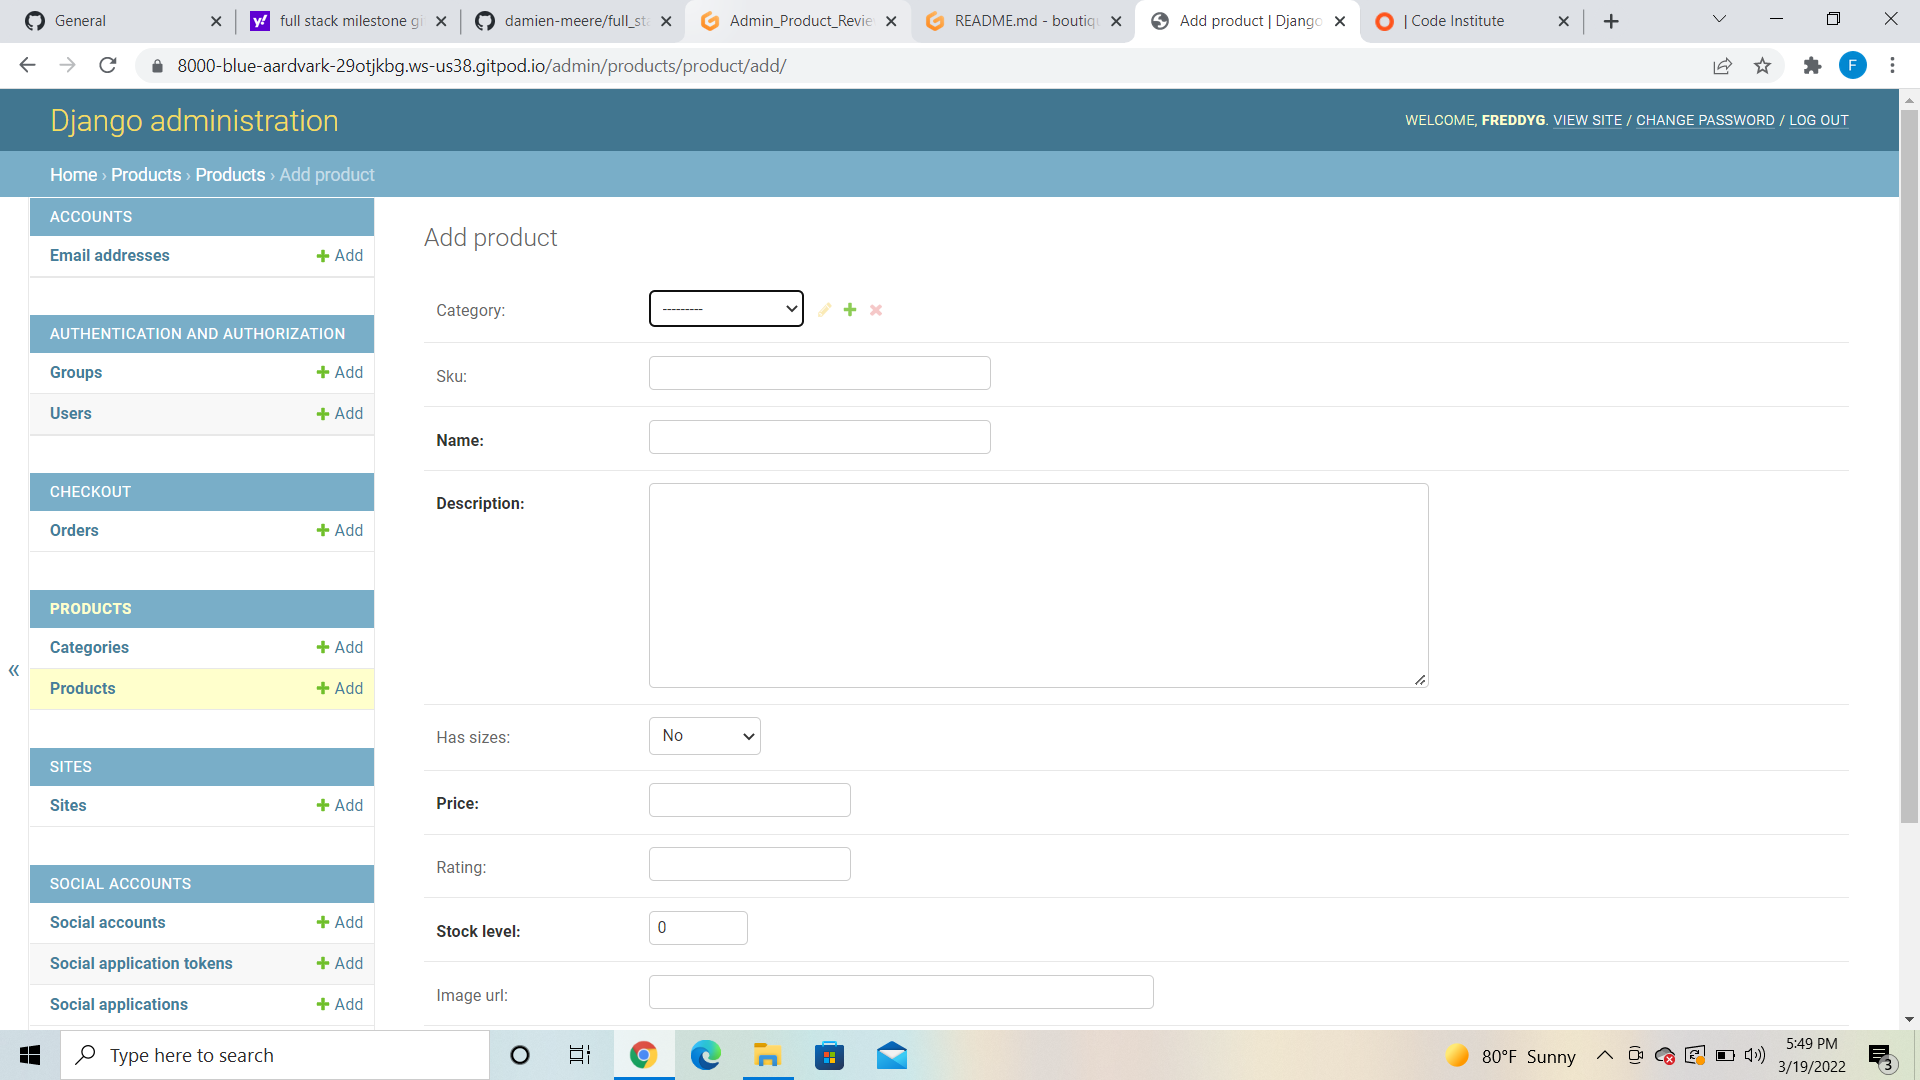 General
full stack milestone gi
damien-meere/full_sta
Admin_Product_Revie
README.md - boutiq
Add product | Django
| Code Institute
8000-blue-aardvark-29otjkbg.ws-us38.gitpod.io/admin/products/product/add/
F
Django administration
WELCOME, FREDDYG. VIEW SITE / CHANGE PASSWORD / LOG OUT
Home › Products › Products › Add product
ACCOUNTS
Email addresses
Add
AUTHENTICATION AND AUTHORIZATION
Groups
Add
Users
Add
CHECKOUT
Orders
Add
PRODUCTS
Categories
Add
Products
Add
SITES
Sites
Add
SOCIAL ACCOUNTS
Social accounts
Add
Social application tokens
Add
Social applications
Add
«
Add product
Category:
---------
Sku:
Name:
Description:
Has sizes:
No
Price:
Rating:
Stock level:
0
Image url:
Type here to search
80°F Sunny
5:49 PM
3/19/2022
3